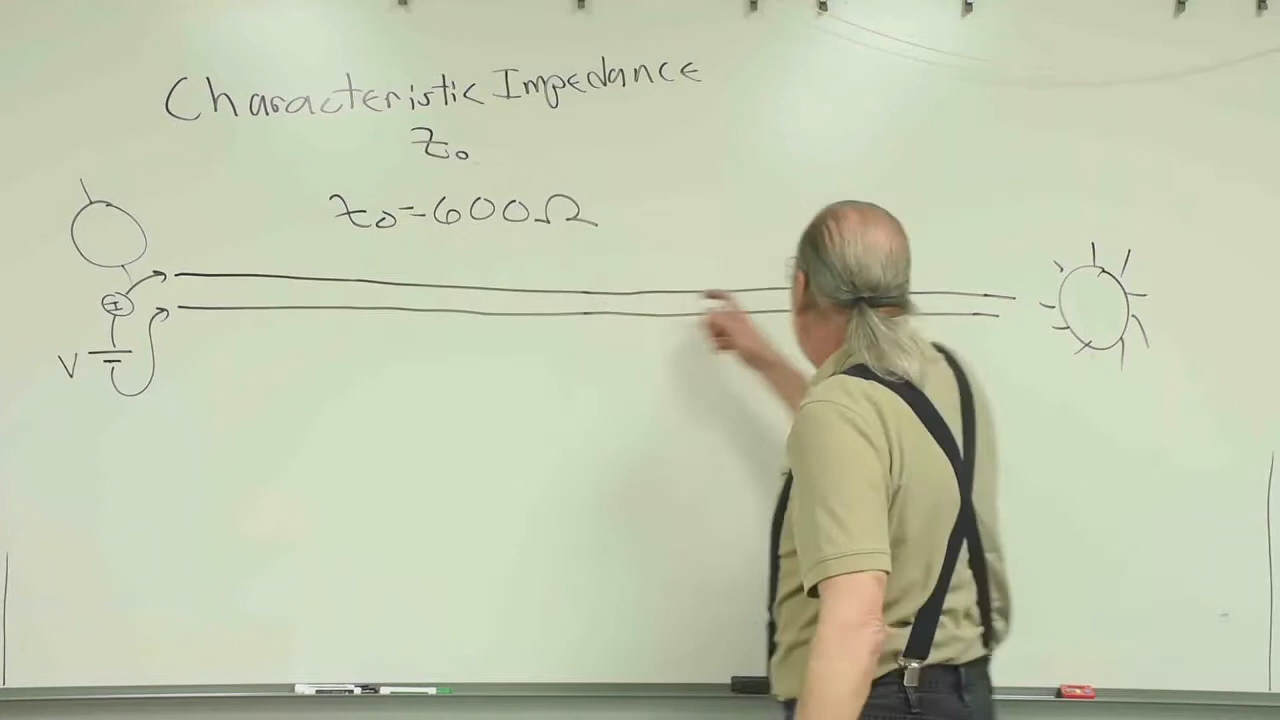 Characteristic Impedance
Z₀
Z₀=600Ω
I
V